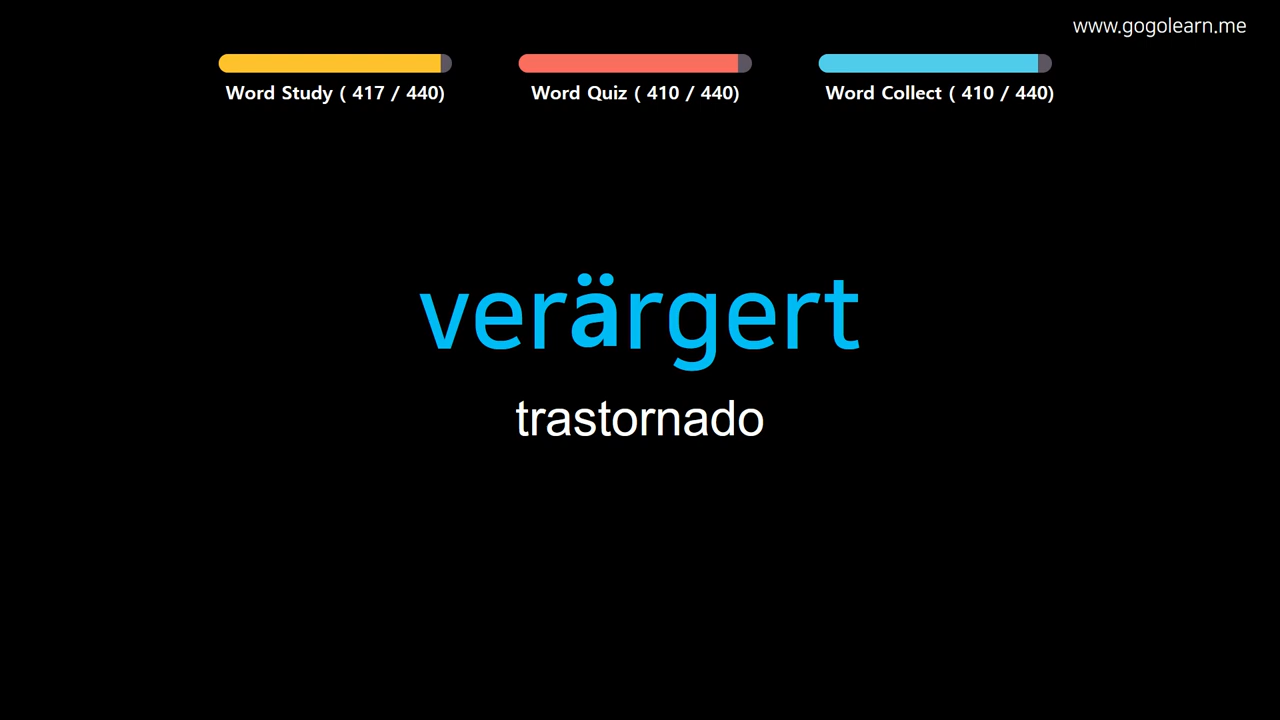 www.gogolearn.me
Word Study ( 417 / 440)
Word Quiz ( 410 / 440)
Word Collect ( 410 / 440)
verärgert
trastornado